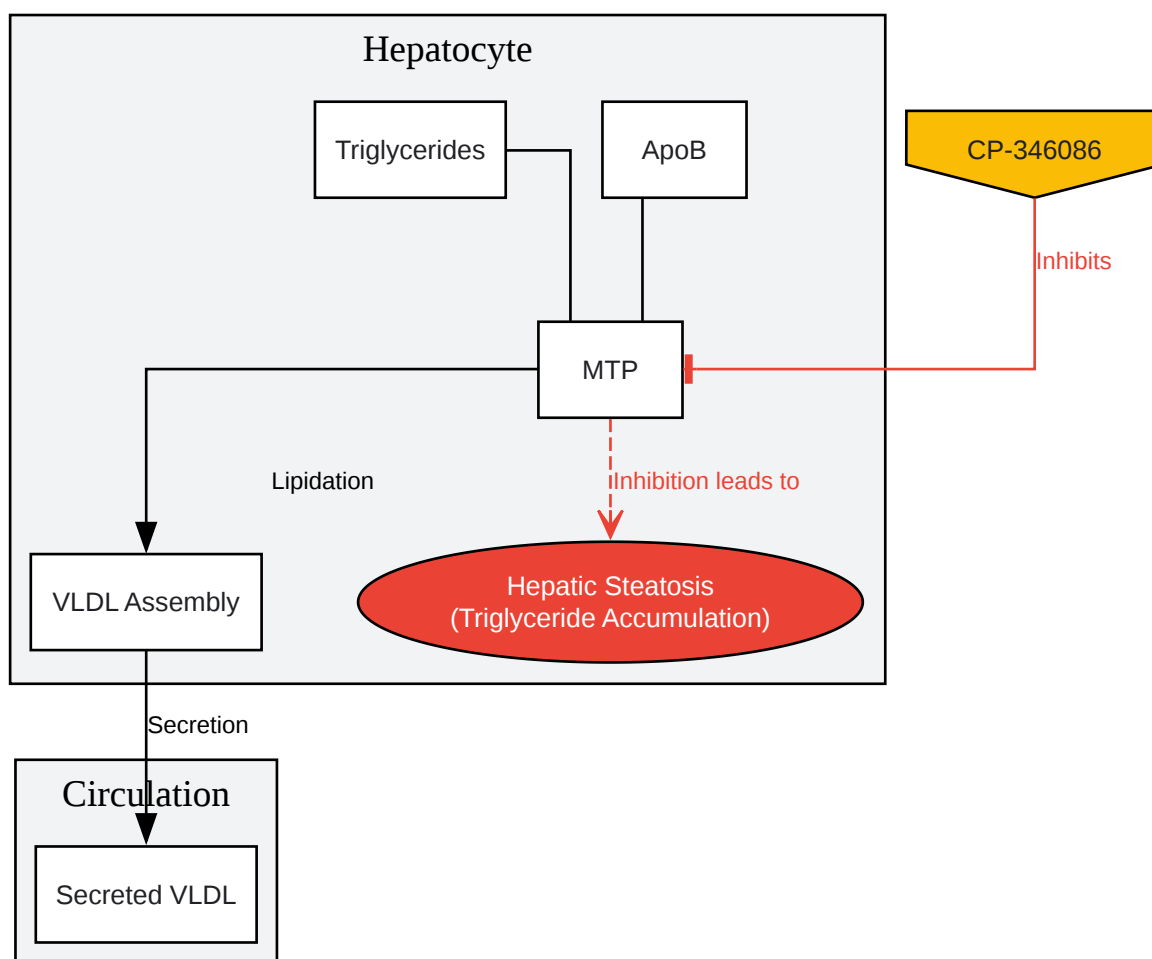 Hepatocyte
Triglycerides
ApoB
CP-346086
Inhibits
MTP
Lipidation
Inhibition leads to
VLDL Assembly
Hepatic Steatosis
(Triglyceride Accumulation)
Secretion
Circulation
Secreted VLDL